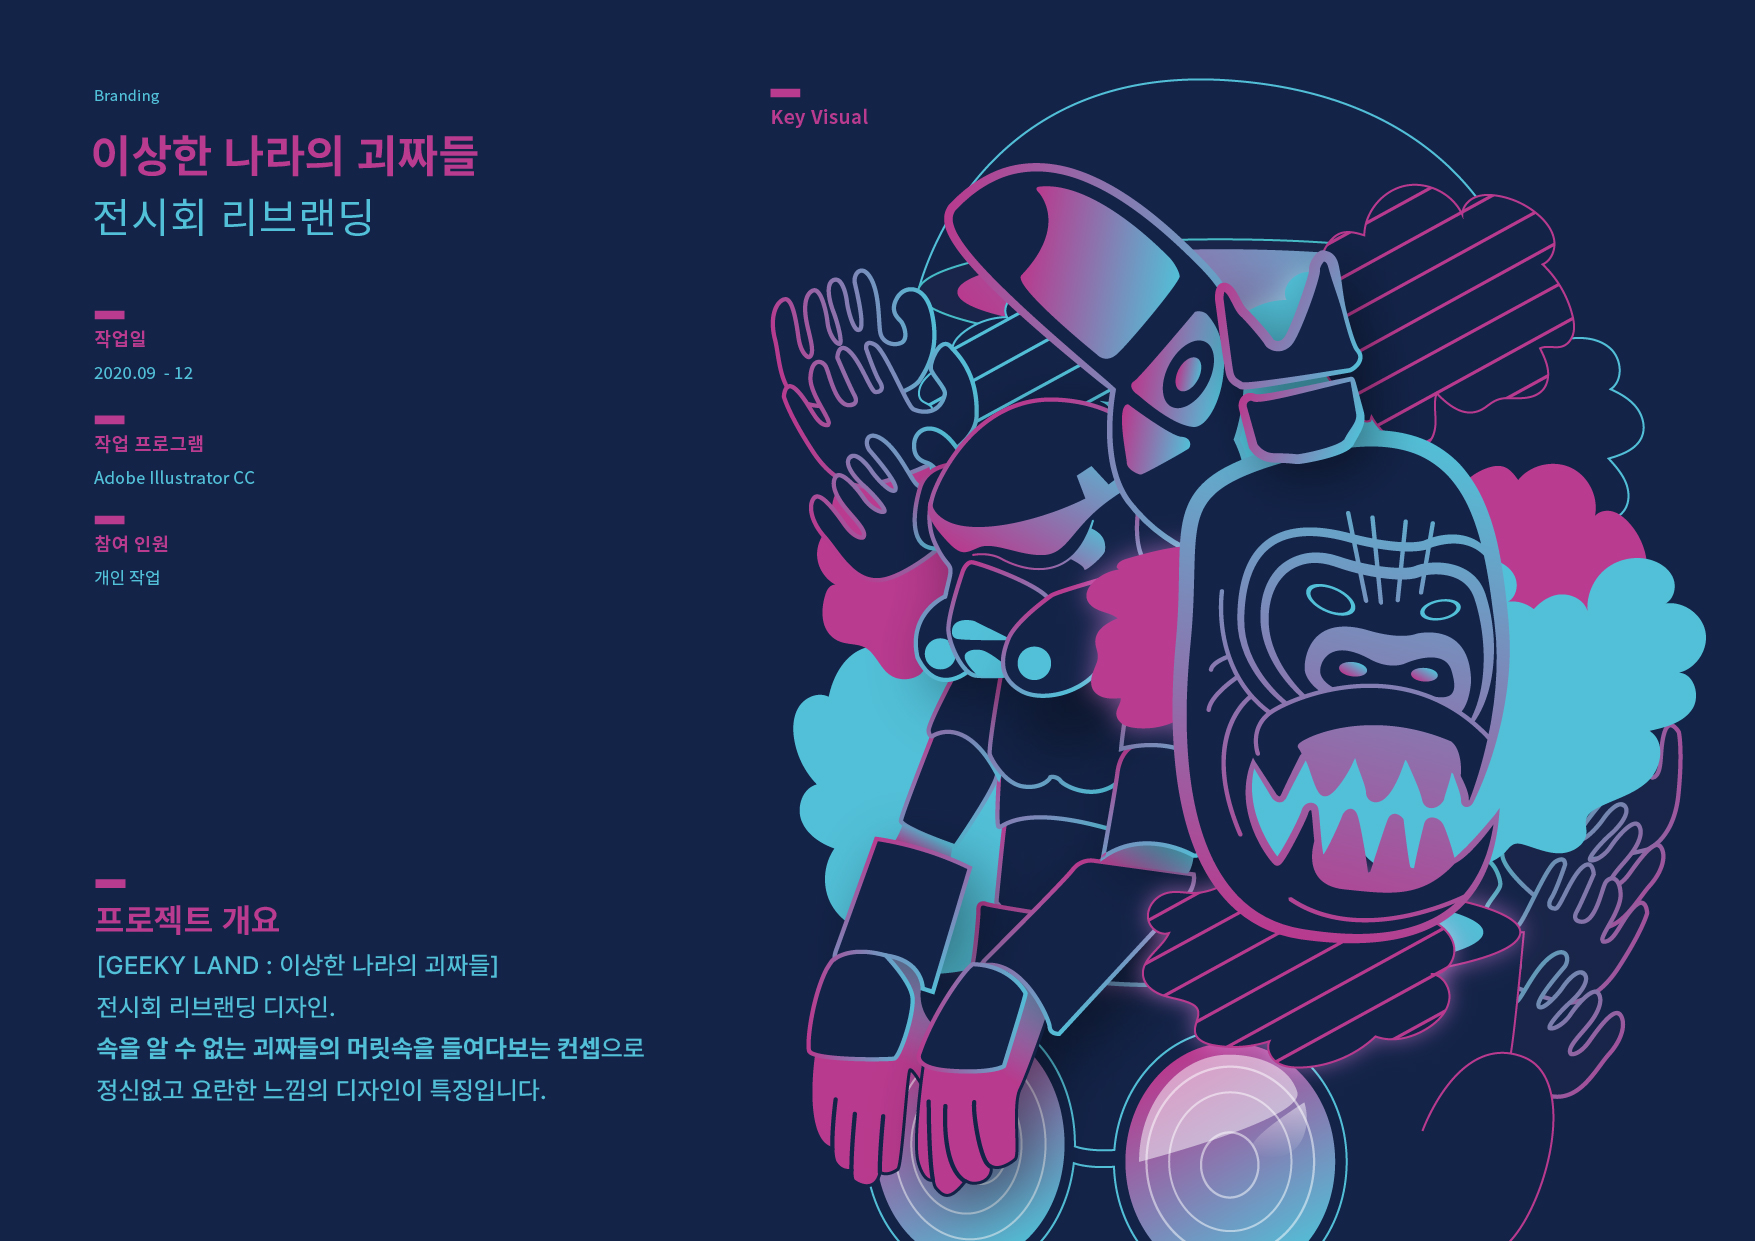 Branding
이상한 나라의 괴짜들
전시회 리브랜딩
작업일
2020.09 - 12
작업 프로그램
Adobe Illustrator CC
참여 인원
개인 작업
프로젝트 개요
[GEEKY LAND : 이상한 나라의 괴짜들]
전시회 리브랜딩 디자인.
속을 알 수 없는 괴짜들의 머릿속을 들여다보는 컨셉으로
정신없고 요란한 느낌의 디자인이 특징입니다.
Key Visual